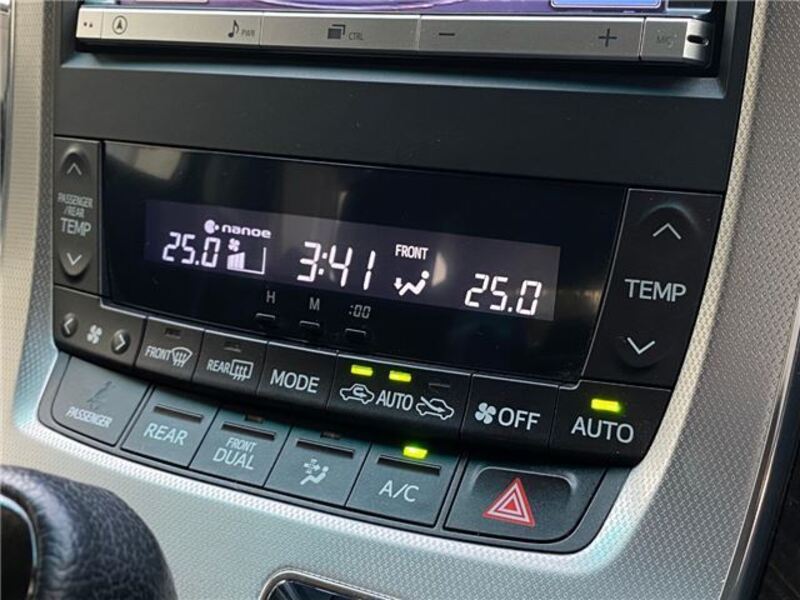 PWR
CTRL
MIC
PASSENGER
/REAR
TEMP
nanoe
25.0
3:41
FRONT
25.0
TEMP
H
M
:00
FRONT
REAR
MODE
AUTO
OFF
AUTO
PASSENGER
REAR
FRONT
DUAL
A/C